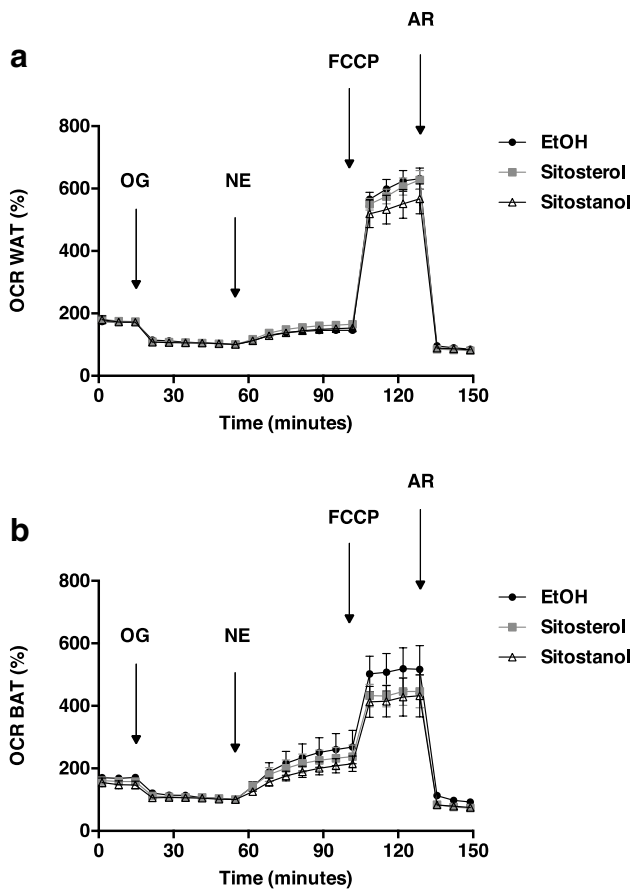 a
AR
FCCP
OG
NE
800
600
400
200
0
OCR WAT (%)
0 30 60 90 120 150
Time (minutes)
EtOH
Sitosterol
Sitostanol
b
AR
FCCP
OG
NE
800
600
400
200
0
OCR BAT (%)
0 30 60 90 120 150
Time (minutes)
EtOH
Sitosterol
Sitostanol